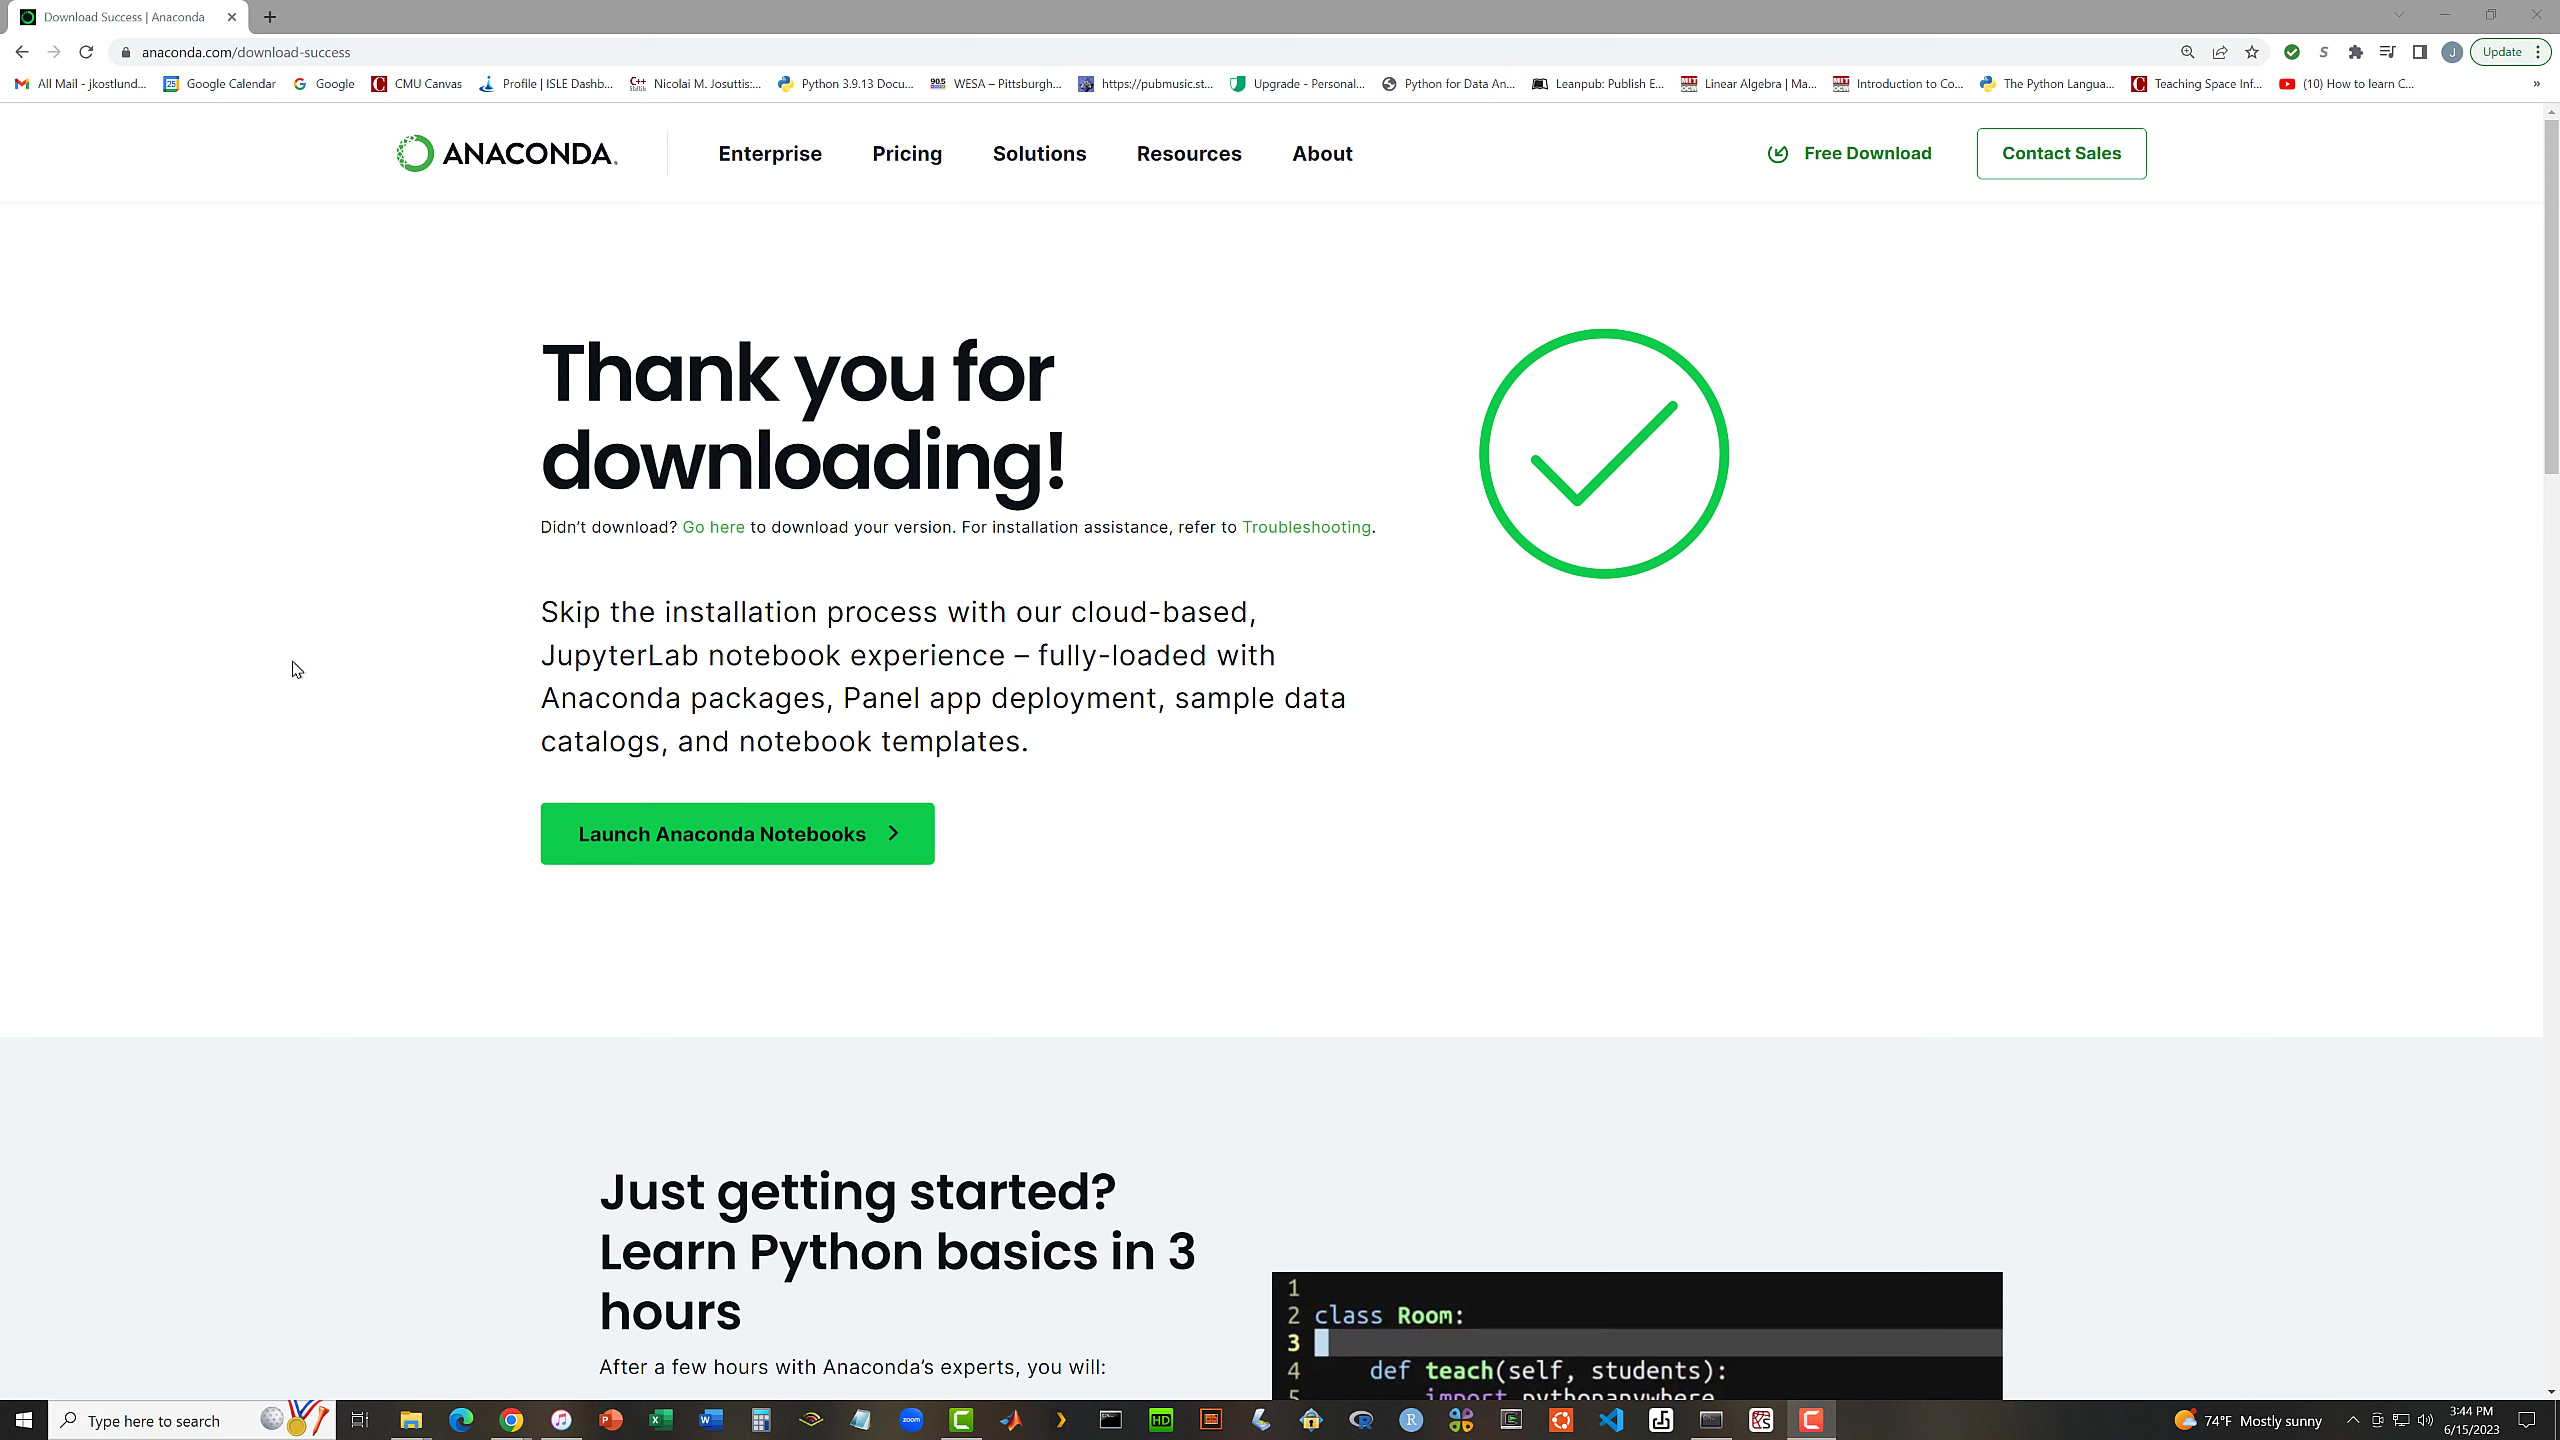 Download Success | Anaconda
anaconda.com/download-success
Update
All Mail - jkostlund...
Google Calendar
Google
CMU Canvas
Profile | ISLE Dashb...
Nicolai M. Josuttis:...
Python 3.9.13 Docu...
WESA – Pittsburgh...
https://pubmusic.st...
Upgrade - Personal...
Python for Data An...
Leanpub: Publish E...
Linear Algebra | Ma...
Introduction to Co...
The Python Langua...
Teaching Space Inf...
(10) How to learn C...
ANACONDA.
Enterprise
Pricing
Solutions
Resources
About
Free Download
Contact Sales
Thank you for
downloading!
Didn’t download? Go here to download your version. For installation assistance, refer to Troubleshooting.
Skip the installation process with our cloud-based,
JupyterLab notebook experience – fully-loaded with
Anaconda packages, Panel app deployment, sample data
catalogs, and notebook templates.
Launch Anaconda Notebooks
Just getting started?
Learn Python basics in 3
hours
After a few hours with Anaconda’s experts, you will:
1
2 class Room:
3
4 def teach(self, students):
5 import pythonanywhere
Type here to search
zoom
HD
74°F Mostly sunny
3:44 PM
6/15/2023